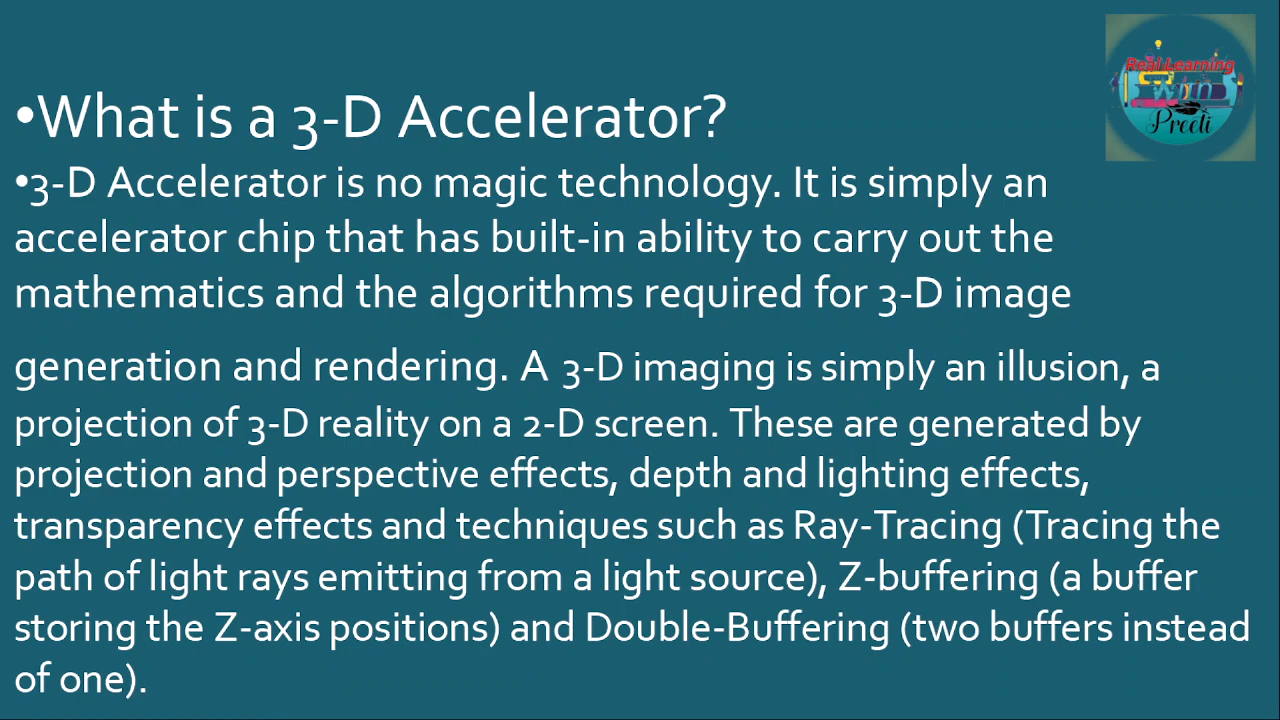 Real Learning
With
Preeti
•What is a 3-D Accelerator?
•3-D Accelerator is no magic technology. It is simply an
accelerator chip that has built-in ability to carry out the
mathematics and the algorithms required for 3-D image
generation and rendering. A 3-D imaging is simply an illusion, a
projection of 3-D reality on a 2-D screen. These are generated by
projection and perspective effects, depth and lighting effects,
transparency effects and techniques such as Ray-Tracing (Tracing the
path of light rays emitting from a light source), Z-buffering (a buffer
storing the Z-axis positions) and Double-Buffering (two buffers instead
of one).